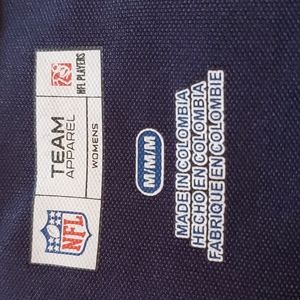 NFL PLAYERS
TEAM
APPAREL
WOMENS
NFL
M/M/M
MADE IN COLOMBIA
HECHO EN COLOMBIA
FABRIQUE EN COLOMBIE